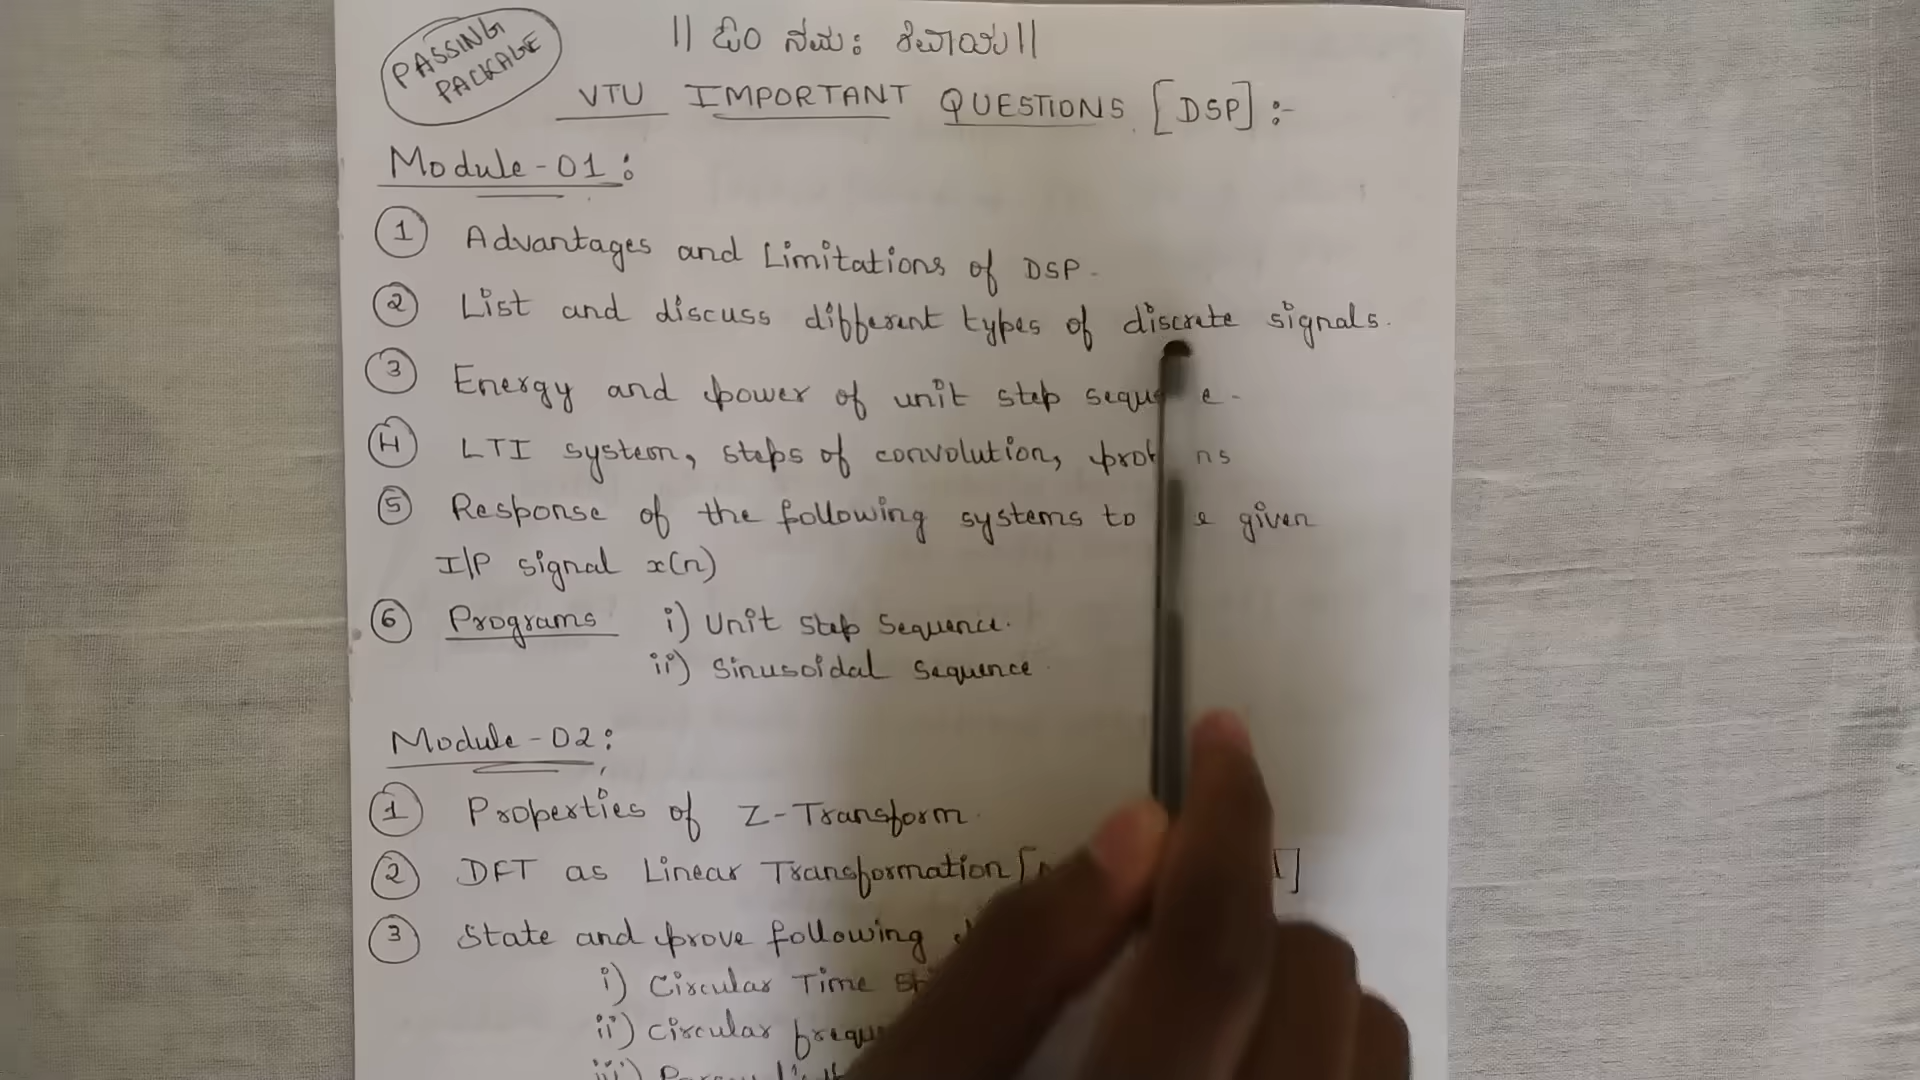 PASSING
PACKAGE
|| ಓಂ ನಮಃ ಶಿವಾಯ ||
VTU IMPORTANT QUESTIONS [DSP] :-
Module-01 :
1 Advantages and Limitations of DSP.
2 List and discuss different types of discrete signals.
3 Energy and power of unit step
4 LTI system, steps of convolution,
5 Response of the following systems to given
I/P signal x(n)
6 Programs i) Unit step sequence.
ii) Sinusoidal sequence
Module-02 :
1 Properties of Z-Transform.
2 DFT as Linear Transformation [ ]
3 State and prove following
i) Circular Time
ii) Circular
iii)